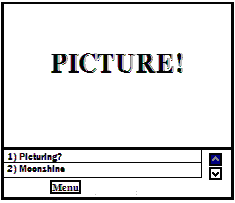 PICTURE!
1) Picturing?
2) Moonshine
Menu